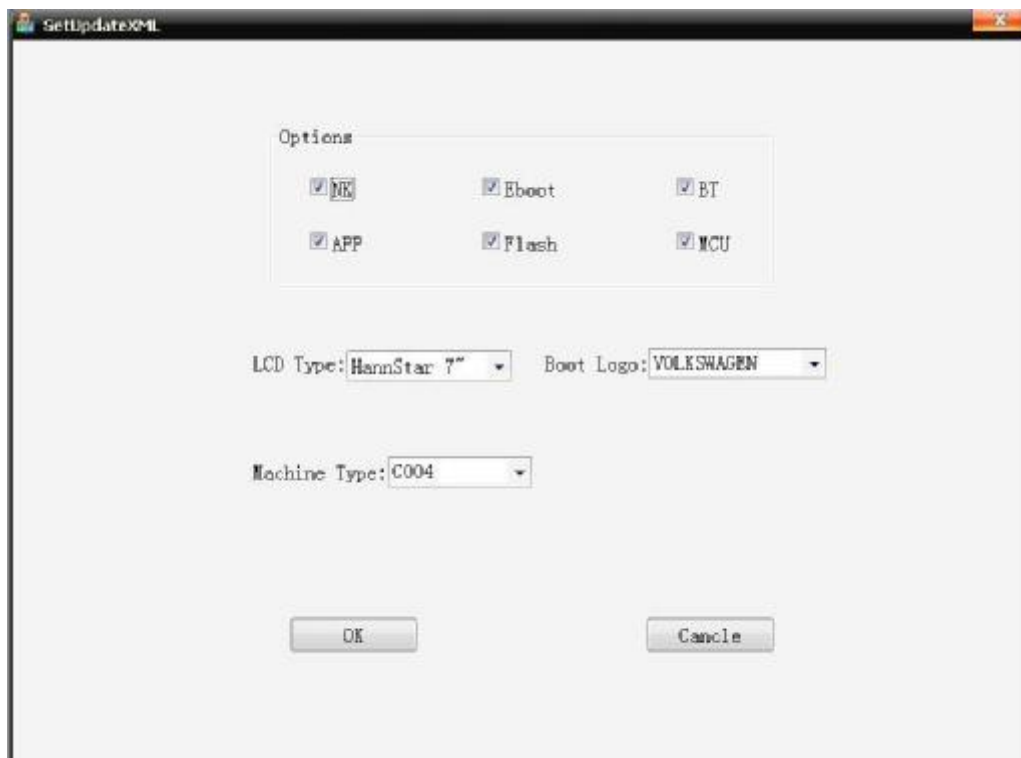 SetUpdateXML
Options
NK Eboot BT
APP Flash MCU
LCD Type: HannStar 7" Boot Logo: VOLKSWAGEN
Machine Type: C004
OK Cancle